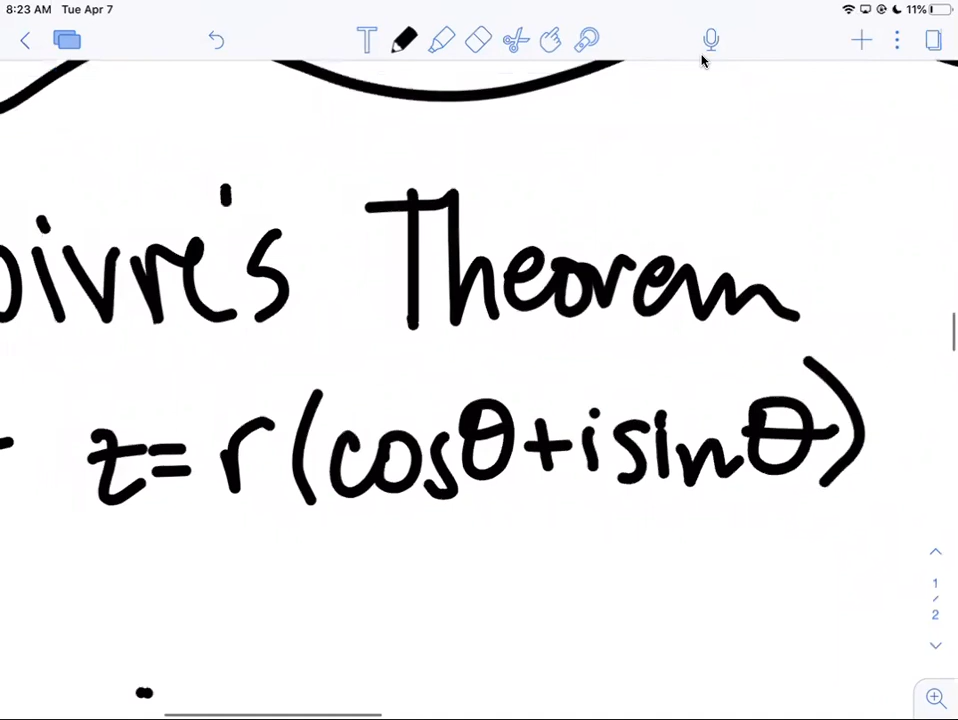 8:23 AM Tue Apr 7 11%
T
oivre's Theorem
z=r(cosθ+isinθ)
1
/
2